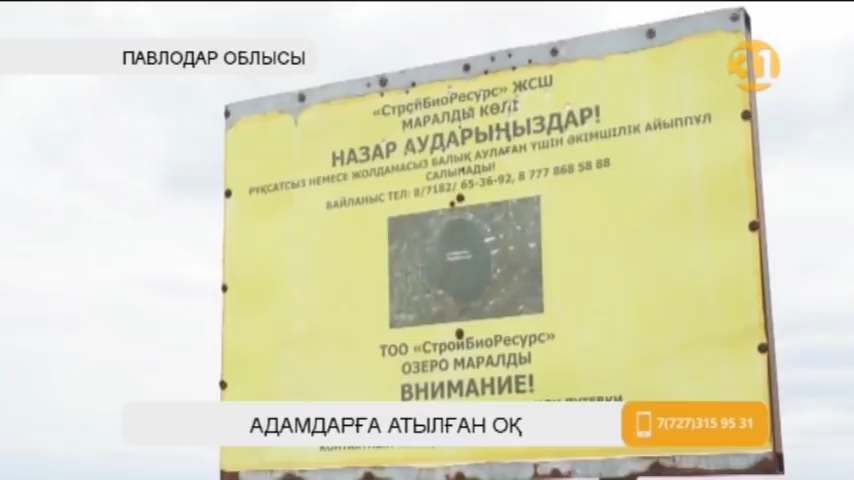 ПАВЛОДАР ОБЛЫСЫ
31
«СтройБиоРесурс» ЖСШ
МАРАЛДЫ КӨЛІ
НАЗАР АУДАРЫҢЫЗДАР!
РҰҚСАТСЫЗ НЕМЕСЕ ЖОЛДАМАСЫЗ БАЛЫҚ АУЛАҒАН ҮШІН ӘКІМШІЛІК АЙЫППҰЛ
САЛЫНАДЫ!
БАЙЛАНЫС ТЕЛ: 8/7182/ 65-36-92, 8 777 868 58 88
ТОО «СтройБиоРесурс»
ОЗЕРО МАРАЛДЫ
ВНИМАНИЕ!
АДАМДАРҒА АТЫЛҒАН ОҚ
7(727)315 95 31